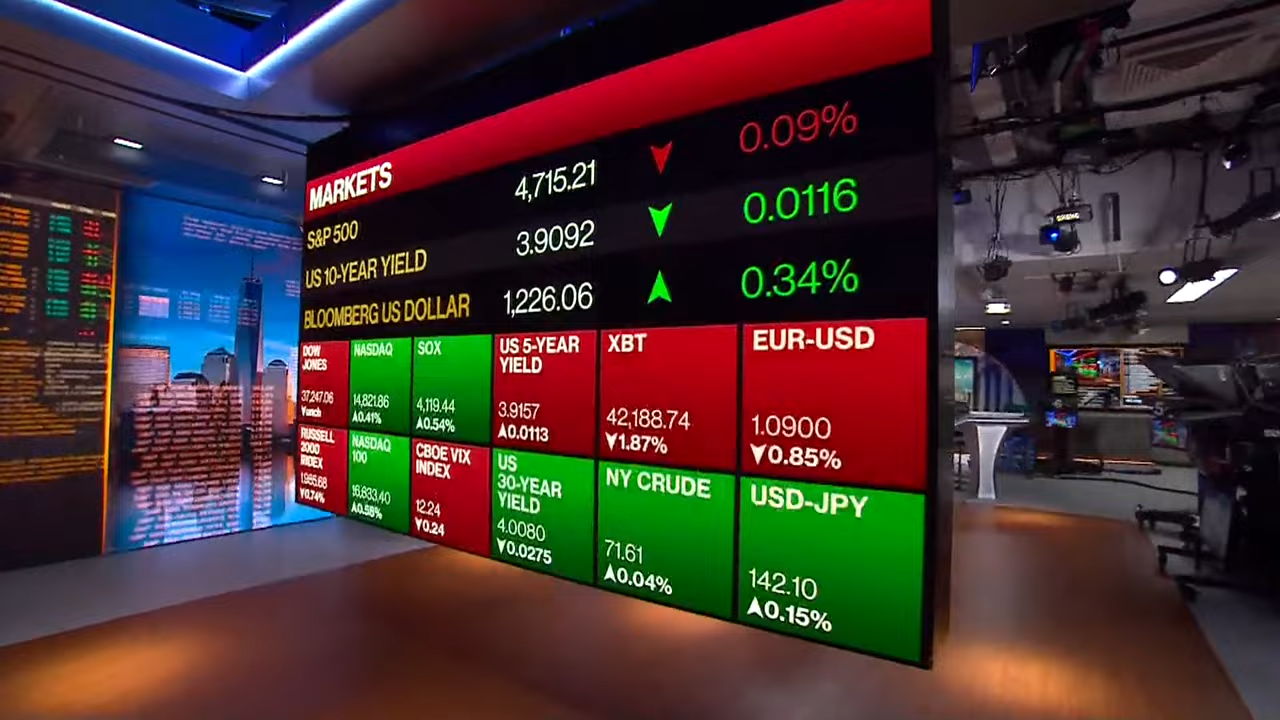 MARKETS
S&P 500 4,715.21 ▼ 0.09%
US 10-YEAR YIELD 3.9092 ▼ 0.0116
BLOOMBERG US DOLLAR 1,226.06 ▲ 0.34%
DOW
JONES
37,247.06
▼unch
NASDAQ
14,821.86
▲0.41%
SOX
4,119.44
▲0.54%
US 5-YEAR
YIELD
3.9157
▲0.0113
XBT
42,188.74
▼1.87%
EUR-USD
1.0900
▼0.85%
RUSSELL
2000
INDEX
1,985.68
▼0.74%
NASDAQ
100
16,633.40
▲0.58%
CBOE VIX
INDEX
12.24
▼0.24
US
30-YEAR
YIELD
4.0080
▼0.0275
NY CRUDE
71.61
▲0.04%
USD-JPY
142.10
▲0.15%